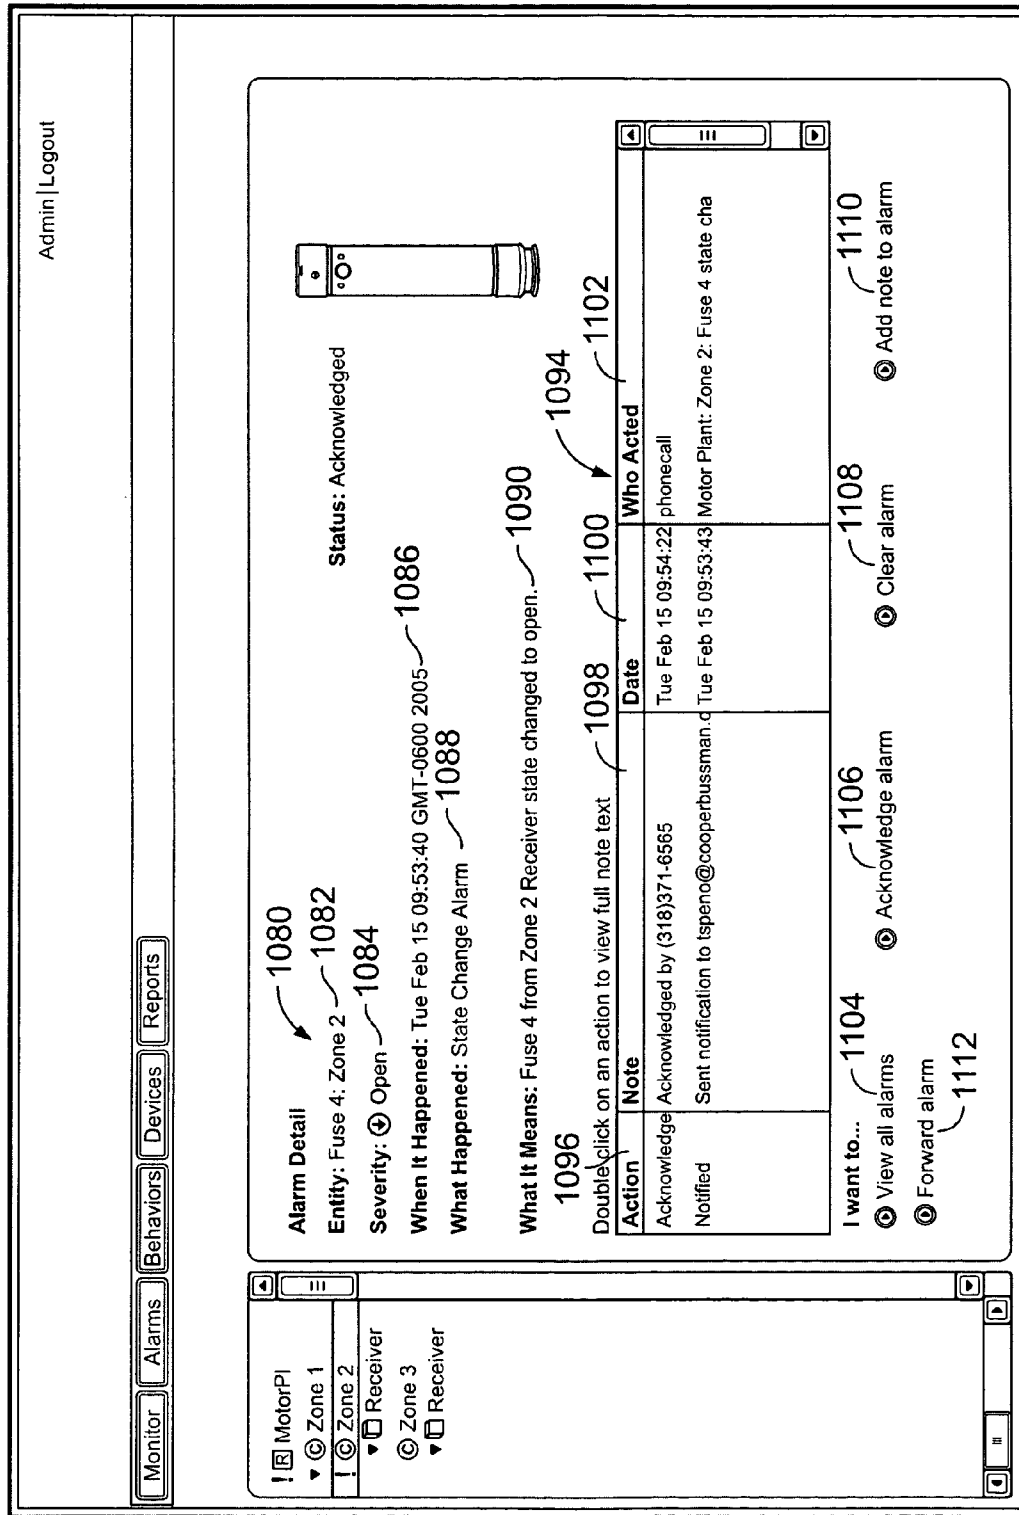 Admin|Logout
Monitor Alarms Behaviors Devices Reports
! R MotorPl
C Zone 1
! C Zone 2
Receiver
C Zone 3
Receiver
Alarm Detail 1080
Entity: Fuse 4: Zone 2 1082
Status: Acknowledged
Severity: Open 1084
When It Happened: Tue Feb 15 09:53:40 GMT-0600 2005 1086
What Happened: State Change Alarm 1088
What It Means: Fuse 4 from Zone 2 Receiver state changed to open. 1090
1096 1098 1100 1094 1102
Double click on an action to view full note text
Action Note Date Who Acted
Acknowledge Acknowledged by (318)371-6565 Tue Feb 15 09:54:22 phonecall
Notified Sent notification to tspeno@cooperbussman.c Tue Feb 15 09:53:43 Motor Plant: Zone 2: Fuse 4 state cha
I want to... 1104 1106 1108 1110
View all alarms Acknowledge alarm Clear alarm Add note to alarm
Forward alarm
1112